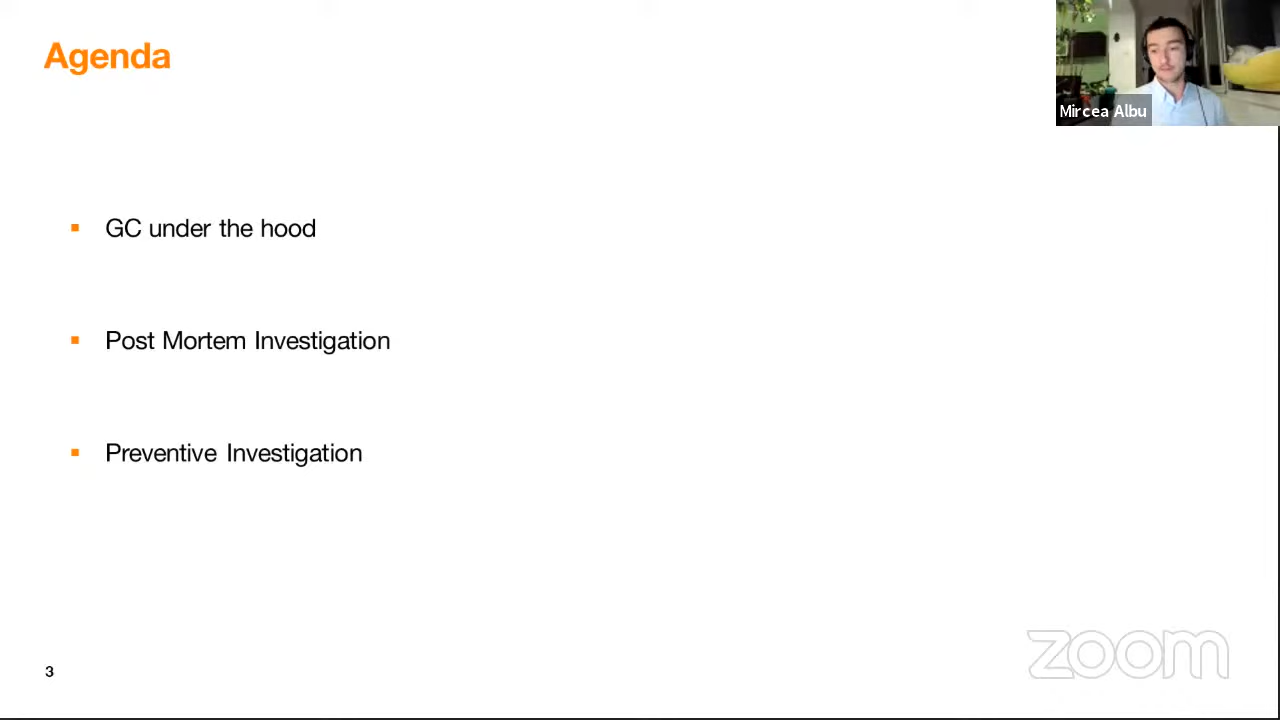 Agenda
Mircea Albu
GC under the hood
Post Mortem Investigation
Preventive Investigation
3
zoom